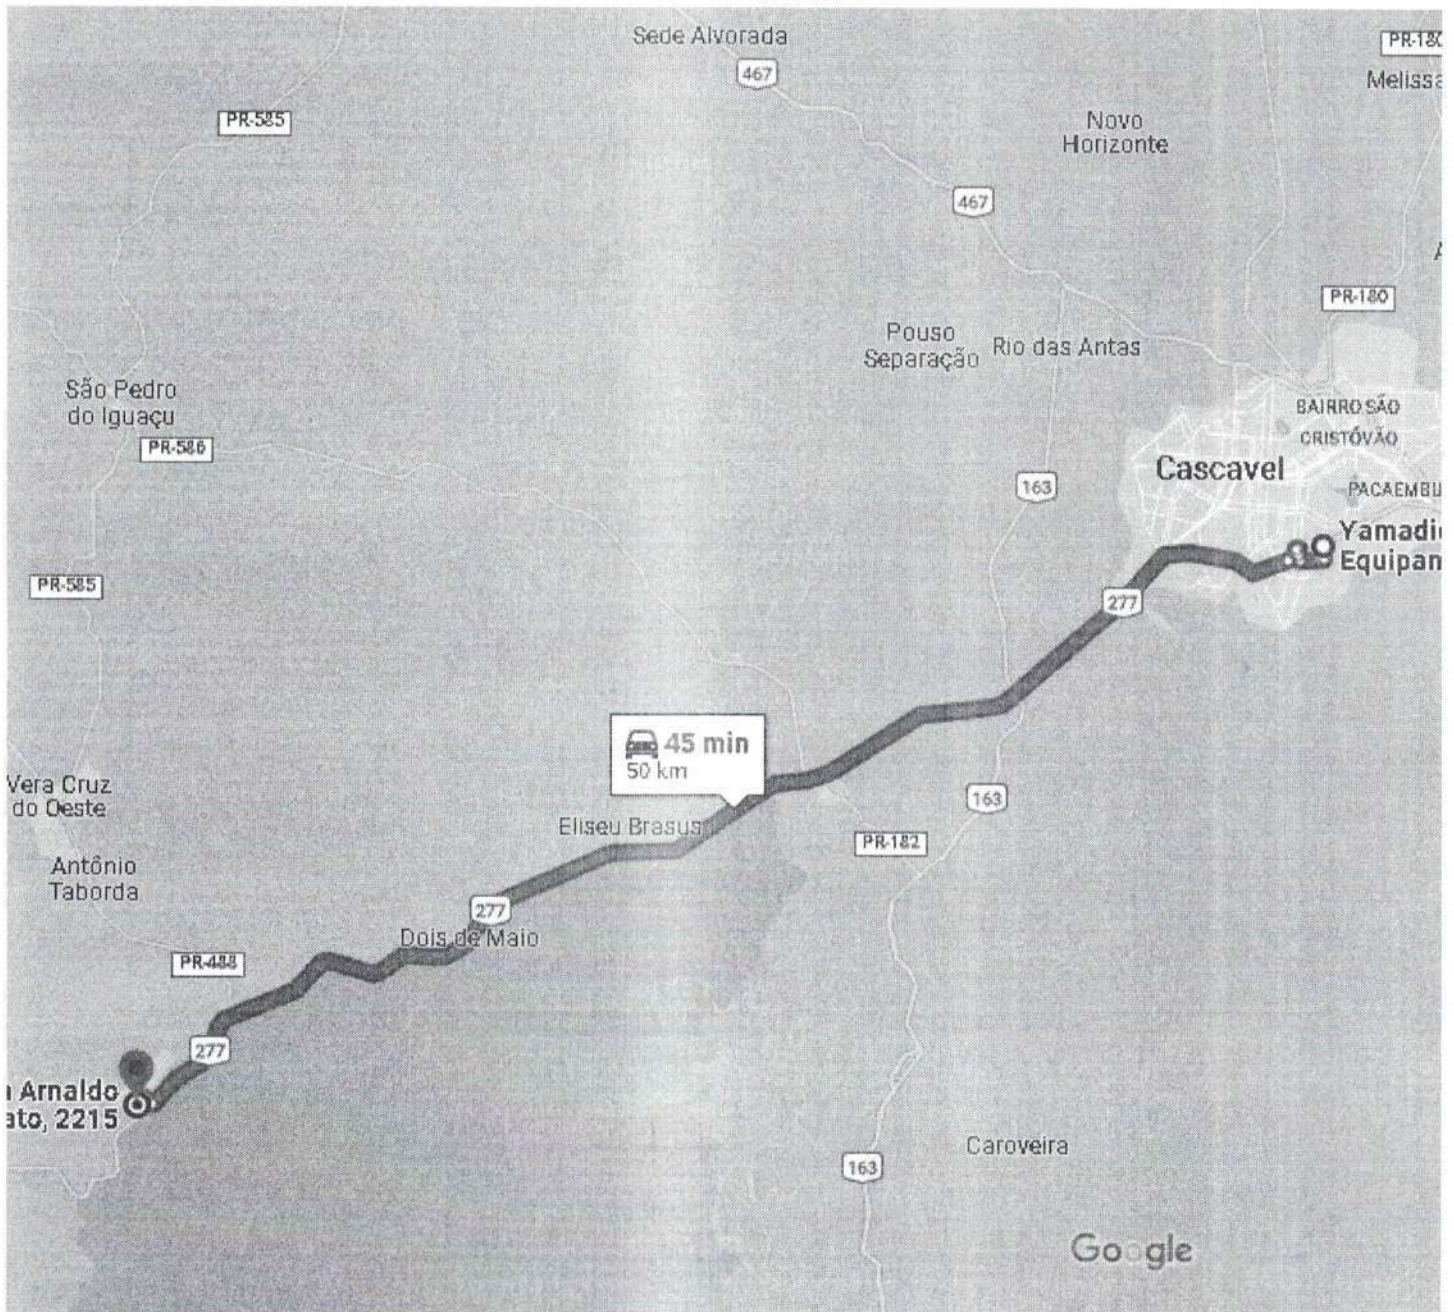 Sede Alvorada
467
PR-180
Melissa
PR-585
Novo
Horizonte
467
PR-180
Pouso
Separação
Rio das Antas
São Pedro
do Iguaçu
PR-586
BAIRRO SÃO
CRISTÓVÃO
Cascavel
163
PACAEMBU
Yamadi
Equipan
PR-585
277
45 min
50 km
Vera Cruz
do Oeste
163
Eliseu Brasus
PR-182
Antônio
Taborda
277
Dois de Maio
PR-488
277
a Arnaldo
ato, 2215
Caroveira
163
Google